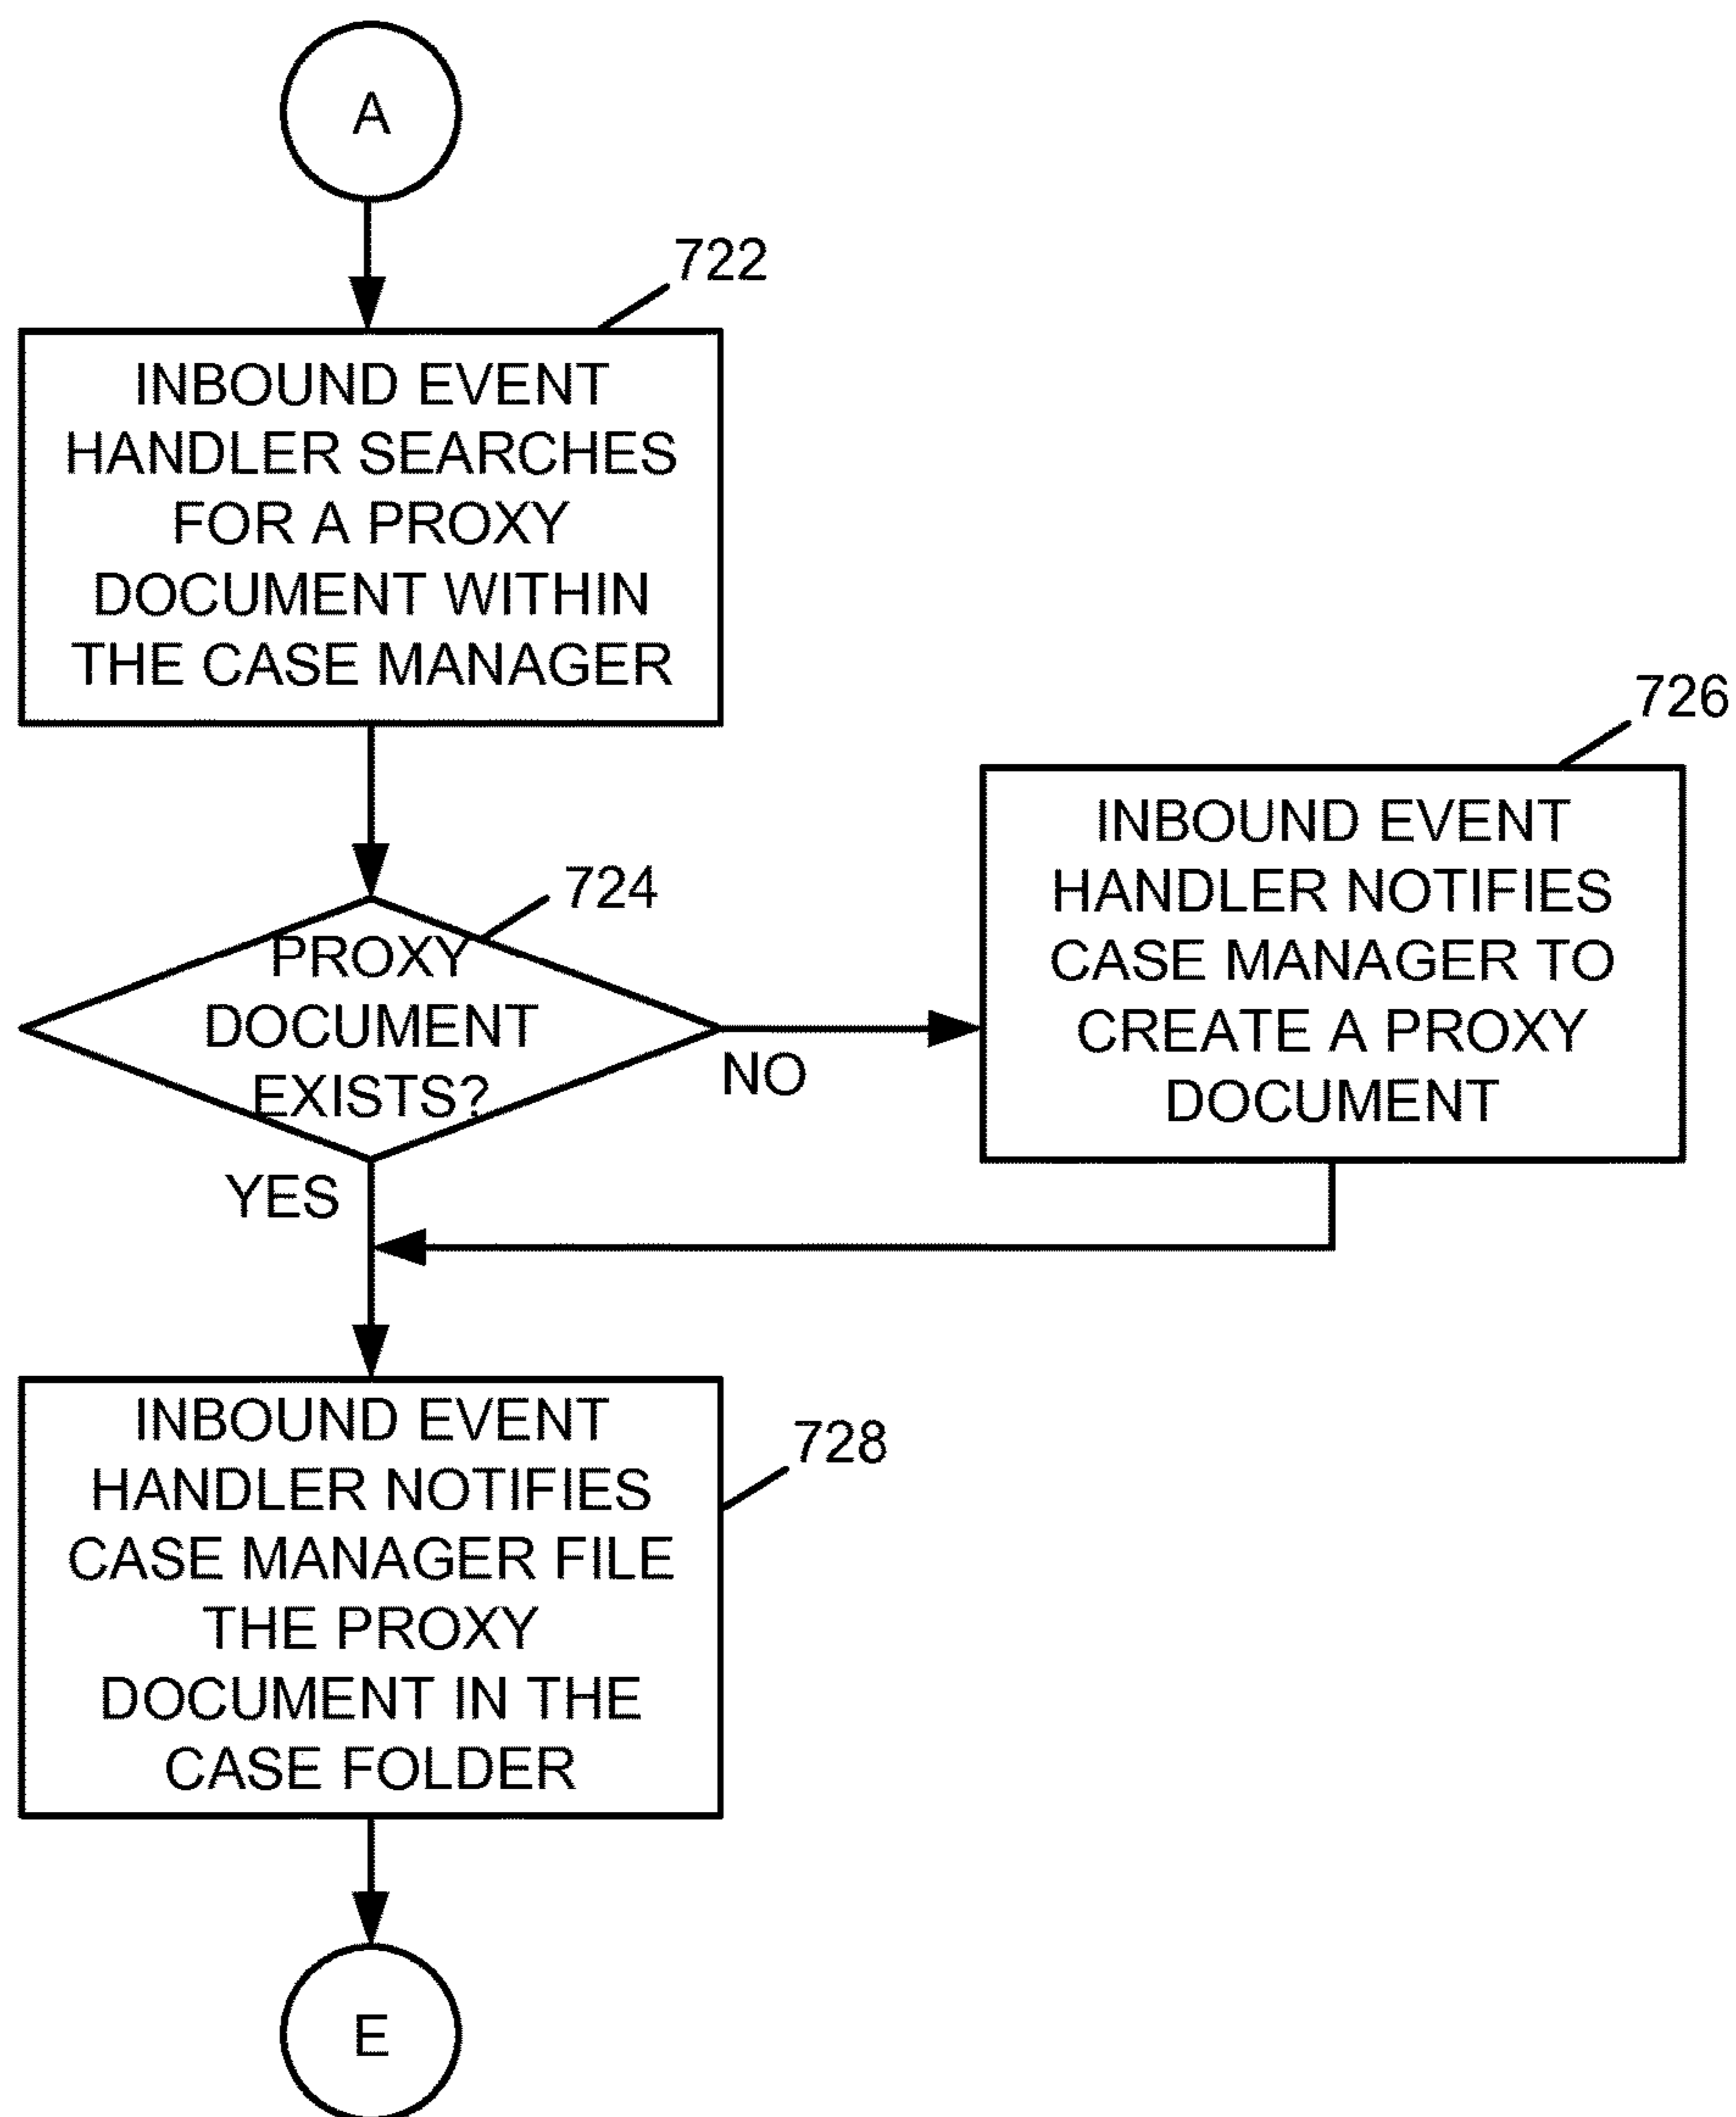 A
722
INBOUND EVENT
HANDLER SEARCHES
FOR A PROXY
DOCUMENT WITHIN
THE CASE MANAGER
724
PROXY
DOCUMENT
EXISTS?
NO
YES
726
INBOUND EVENT
HANDLER NOTIFIES
CASE MANAGER TO
CREATE A PROXY
DOCUMENT
728
INBOUND EVENT
HANDLER NOTIFIES
CASE MANAGER FILE
THE PROXY
DOCUMENT IN THE
CASE FOLDER
E